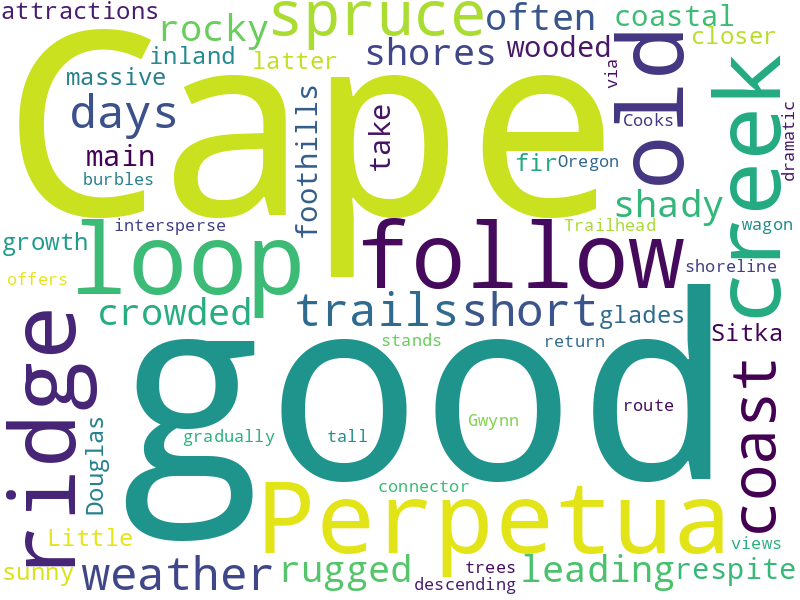 attractions
rocky
spruce
often
coastal
closer
inland
latter
shores
wooded
old
via
creek
massive
days
Cape
foothills
take
Cooks
dramatic
main
burbles
fir
Oregon
shady
growth
intersperse
loop
follow
Trailhead
wagon
offers
shoreline
crowded
trails
short
glades
Sitka
ridge
good
stands
return
coast
Douglas
gradually
tall
Gwynn
route
Little
Perpetua
connector
views
sunny
weather
rugged
trees
descending
leading
respite